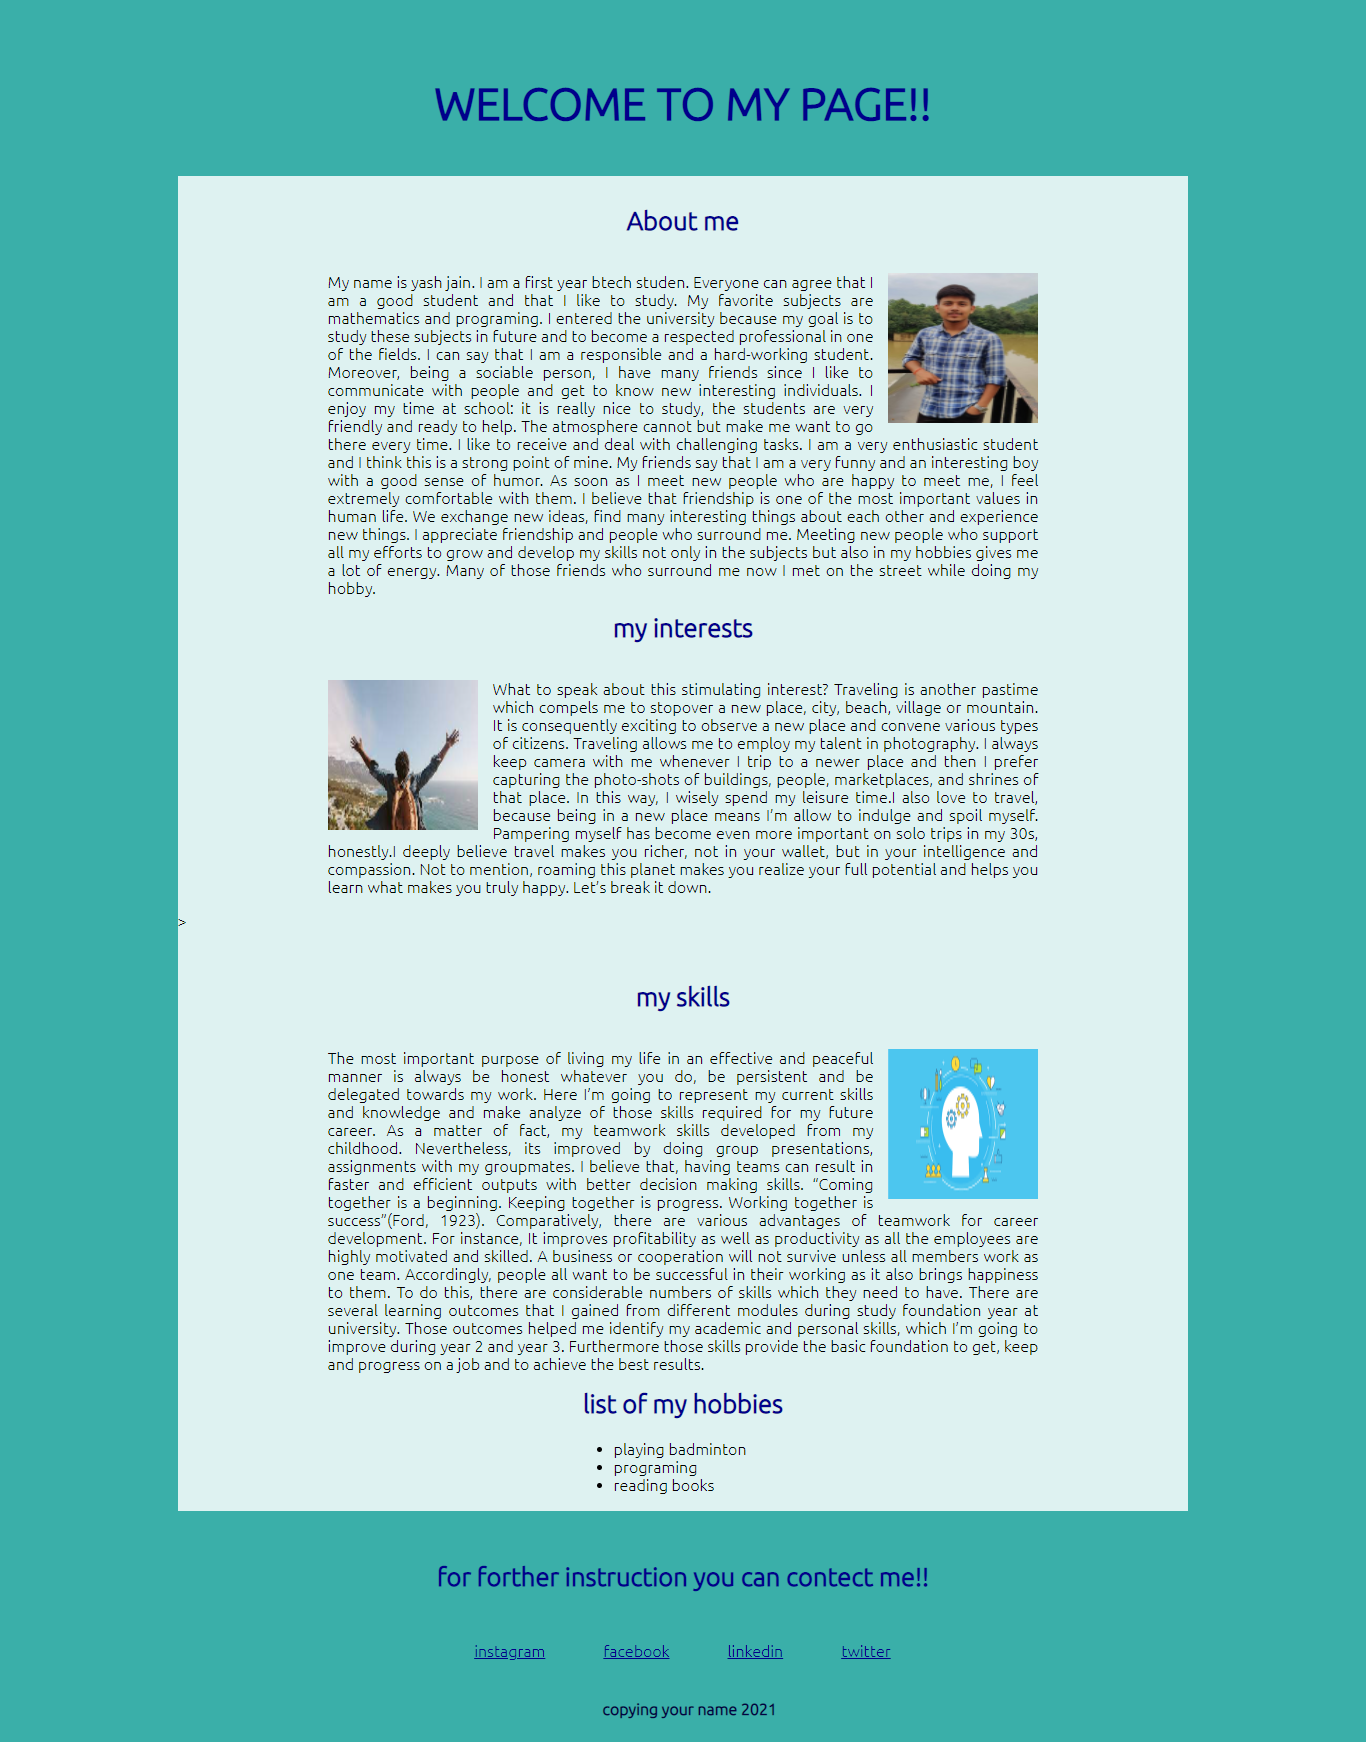 WELCOME TO MY PAGE!!
About me
My name is yash jain. I am a first year btech studen. Everyone can agree that I
am a good student and that I like to study. My favorite subjects are
mathematics and programing. I entered the university because my goal is to
study these subjects in future and to become a respected professional in one
of the fields. I can say that I am a responsible and a hard-working student.
Moreover, being a sociable person, I have many friends since I like to
communicate with people and get to know new interesting individuals. I
enjoy my time at school: it is really nice to study, the students are very
friendly and ready to help. The atmosphere cannot but make me want to go
there every time. I like to receive and deal with challenging tasks. I am a very enthusiastic student
and I think this is a strong point of mine. My friends say that I am a very funny and an interesting boy
with a good sense of humor. As soon as I meet new people who are happy to meet me, I feel
extremely comfortable with them. I believe that friendship is one of the most important values in
human life. We exchange new ideas, find many interesting things about each other and experience
new things. I appreciate friendship and people who surround me. Meeting new people who support
all my efforts to grow and develop my skills not only in the subjects but also in my hobbies gives me
a lot of energy. Many of those friends who surround me now I met on the street while doing my
hobby.
my interests
What to speak about this stimulating interest? Traveling is another pastime
which compels me to stopover a new place, city, beach, village or mountain.
It is consequently exciting to observe a new place and convene various types
of citizens. Traveling allows me to employ my talent in photography. I always
keep camera with me whenever I trip to a newer place and then I prefer
capturing the photo-shots of buildings, people, marketplaces, and shrines of
that place. In this way, I wisely spend my leisure time.I also love to travel,
because being in a new place means I'm allow to indulge and spoil myself.
Pampering myself has become even more important on solo trips in my 30s,
honestly.I deeply believe travel makes you richer, not in your wallet, but in your intelligence and
compassion. Not to mention, roaming this planet makes you realize your full potential and helps you
learn what makes you truly happy. Let's break it down.
>
my skills
The most important purpose of living my life in an effective and peaceful
manner is always be honest whatever you do, be persistent and be
delegated towards my work. Here I'm going to represent my current skills
and knowledge and make analyze of those skills required for my future
career. As a matter of fact, my teamwork skills developed from my
childhood. Nevertheless, its improved by doing group presentations,
assignments with my groupmates. I believe that, having teams can result in
faster and efficient outputs with better decision making skills. “Coming
together is a beginning. Keeping together is progress. Working together is
success”(Ford, 1923). Comparatively, there are various advantages of teamwork for career
development. For instance, It improves profitability as well as productivity as all the employees are
highly motivated and skilled. A business or cooperation will not survive unless all members work as
one team. Accordingly, people all want to be successful in their working as it also brings happiness
to them. To do this, there are considerable numbers of skills which they need to have. There are
several learning outcomes that I gained from different modules during study foundation year at
university. Those outcomes helped me identify my academic and personal skills, which I'm going to
improve during year 2 and year 3. Furthermore those skills provide the basic foundation to get, keep
and progress on a job and to achieve the best results.
list of my hobbies
• playing badminton
• programing
• reading books
for forther instruction you can contect me!!
instagram facebook linkedin twitter
copying your name 2021